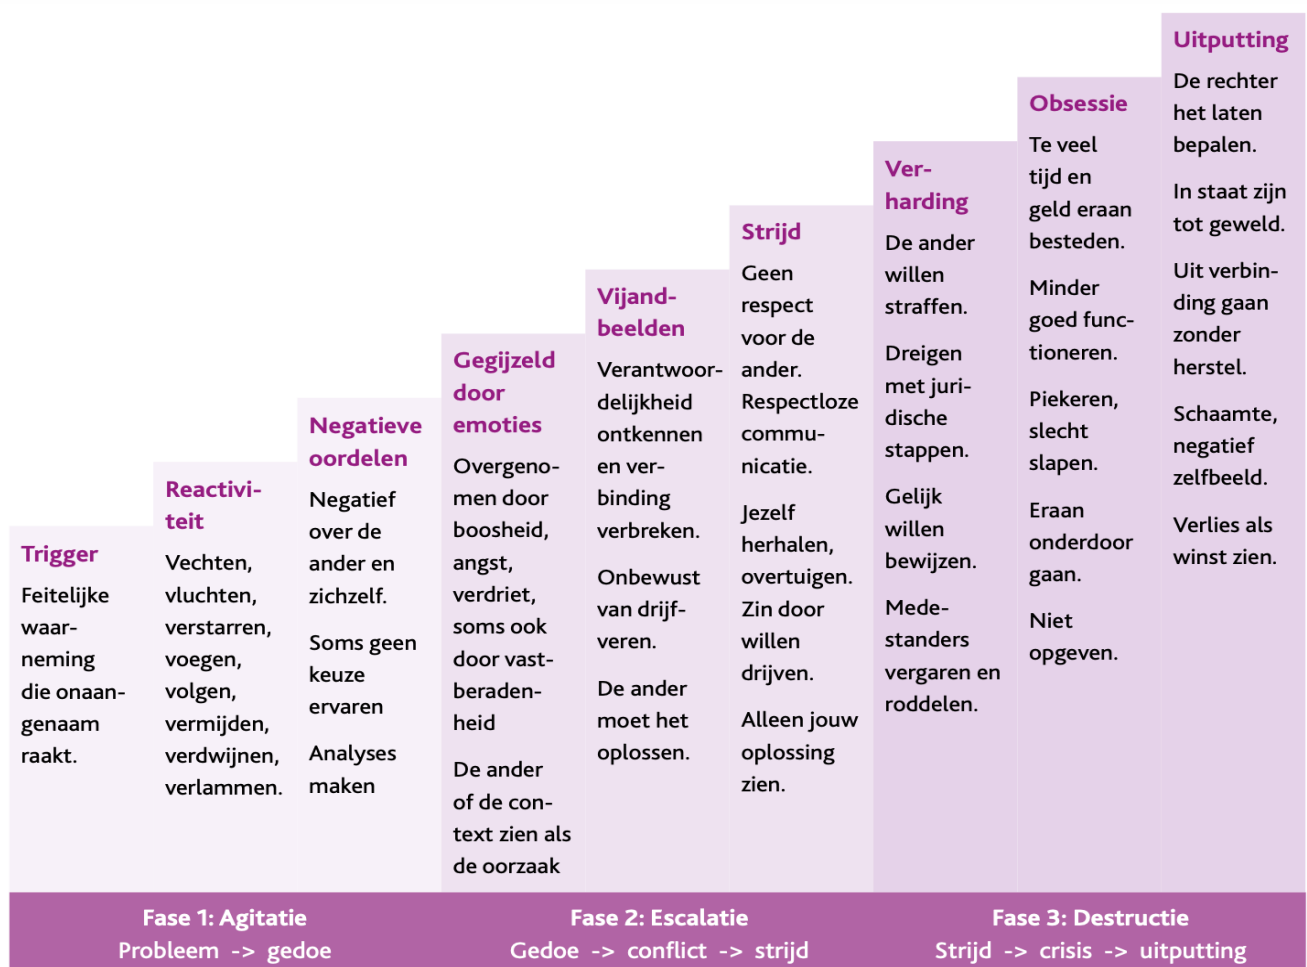 Trigger
Feitelijke
waar-
neming
die onaan-
genaam
raakt.
Reactivi-
teit
Vechten,
vluchten,
verstarren,
voegen,
volgen,
vermijden,
verdwijnen,
verlammen.
Negatieve
oordelen
Negatief
over de
ander en
zichzelf.
Soms geen
keuze
ervaren
Analyses
maken
Gegijzeld
door
emoties
Overgeno-
men door
boosheid,
angst,
verdriet,
soms ook
door vast-
beraden-
heid
De ander
of de con-
text zien als
de oorzaak
Vijand-
beelden
Verantwoor-
delijkheid
ontkennen
en ver-
binding
verbreken.
Onbewust
van drijf-
veren.
De ander
moet het
oplossen.
Strijd
Geen
respect
voor de
ander.
Respectloze
commu-
nicatie.
Jezelf
herhalen,
overtuigen.
Zin door
willen
drijven.
Alleen jouw
oplossing
zien.
Ver-
harding
De ander
willen
straffen.
Dreigen
met juri-
dische
stappen.
Gelijk
willen
bewijzen.
Mede-
standers
vergaren en
roddelen.
Obsessie
Te veel
tijd en
geld eraan
besteden.
Minder
goed func-
tioneren.
Piekeren,
slecht
slapen.
Eraan
onderdoor
gaan.
Niet
opgeven.
Uitputting
De rechter
het laten
bepalen.
In staat zijn
tot geweld.
Uit verbin-
ding gaan
zonder
herstel.
Schaamte,
negatief
zelfbeeld.
Verlies als
winst zien.
Fase 1: Agitatie
Probleem -> gedoe
Fase 2: Escalatie
Gedoe -> conflict -> strijd
Fase 3: Destructie
Strijd -> crisis -> uitputting